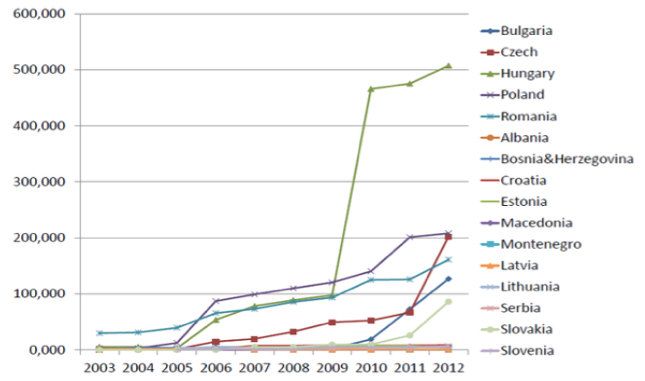 600,000
500,000
400,000
300,000
200,000
100,000
0,000
2003 2004 2005 2006 2007 2008 2009 2010 2011 2012
Bulgaria
Czech
Hungary
Poland
Romania
Albania
Bosnia&Herzegovina
Croatia
Estonia
Macedonia
Montenegro
Latvia
Lithuania
Serbia
Slovakia
Slovenia